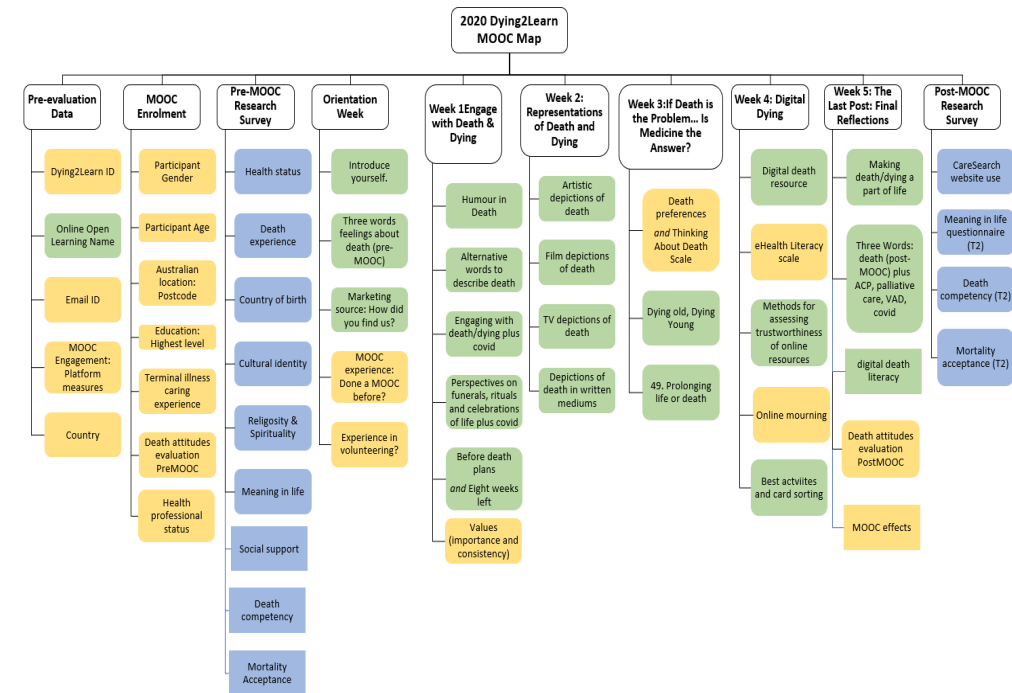 2020 Dying2Learn
MOOC Map
Pre-evaluation
Data
Dying2Learn ID
Online Open
Learning Name
Email ID
MOOC
Engagement:
Platform
measures
Country
MOOC
Enrolment
Participant
Gender
Participant Age
Australian
location:
Postcode
Education:
Highest level
Terminal illness
caring
experience
Death attitudes
evaluation
PreMOOC
Health
professional
status
Pre-MOOC
Research
Survey
Health status
Death
experience
Country of birth
Cultural identity
Religosity &
Spirituality
Meaning in life
Social support
Death
competency
Mortality
Acceptance
Orientation
Week
Introduce
yourself.
Three words
feelings about
death (pre-
MOOC)
Marketing
source: How did
you find us?
MOOC
experience:
Done a MOOC
before?
Experience in
volunteering?
Week 1Engage
with Death &
Dying
Humour in
Death
Alternative
words to
describe death
Engaging with
death/dying plus
covid
Perspectives on
funerals, rituals
and celebrations
of life plus covid
Before death
plans
and Eight weeks
left
Values
(importance and
consistency)
Week 2:
Representations
of Death and
Dying
Artistic
depictions of
death
Film depictions
of death
TV depictions of
death
Depictions of
death in written
mediums
Week 3:If Death is
the Problem... Is
Medicine the
Answer?
Death
preferences
and Thinking
About Death
Scale
Dying old, Dying
Young
49. Prolonging
life or death
Week 4: Digital
Dying
Digital death
resource
eHealth Literacy
scale
Methods for
assessing
trustworthiness
of online
resources
Online mourning
Best actviites
and card sorting
Week 5: The
Last Post: Final
Reflections
Making
death/dying a
part of life
Three Words:
death (post-
MOOC) plus
ACP, palliative
care, VAD,
covid
digital death
literacy
Death attitudes
evaluation
PostMOOC
MOOC effects
Post-MOOC
Research
Survey
CareSearch
website use
Meaning in life
questionnaire
(T2)
Death
competency (T2)
Mortality
acceptance (T2)